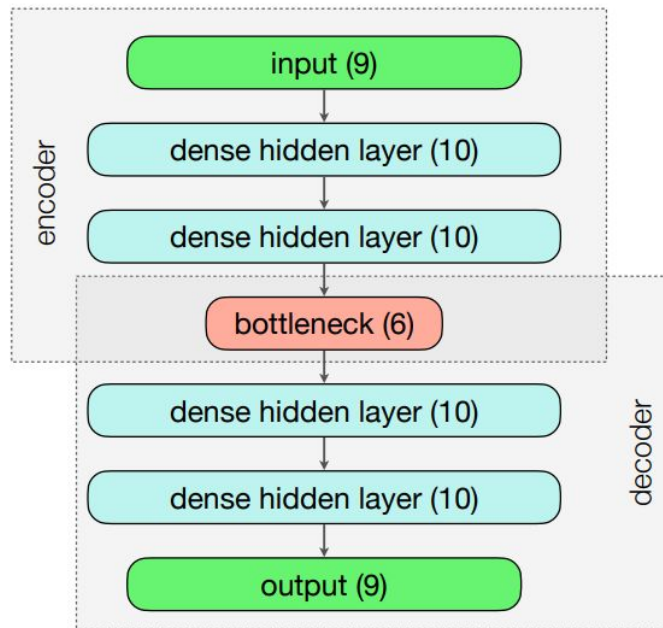 input (9)
encoder
dense hidden layer (10)
dense hidden layer (10)
bottleneck (6)
dense hidden layer (10)
decoder
dense hidden layer (10)
output (9)